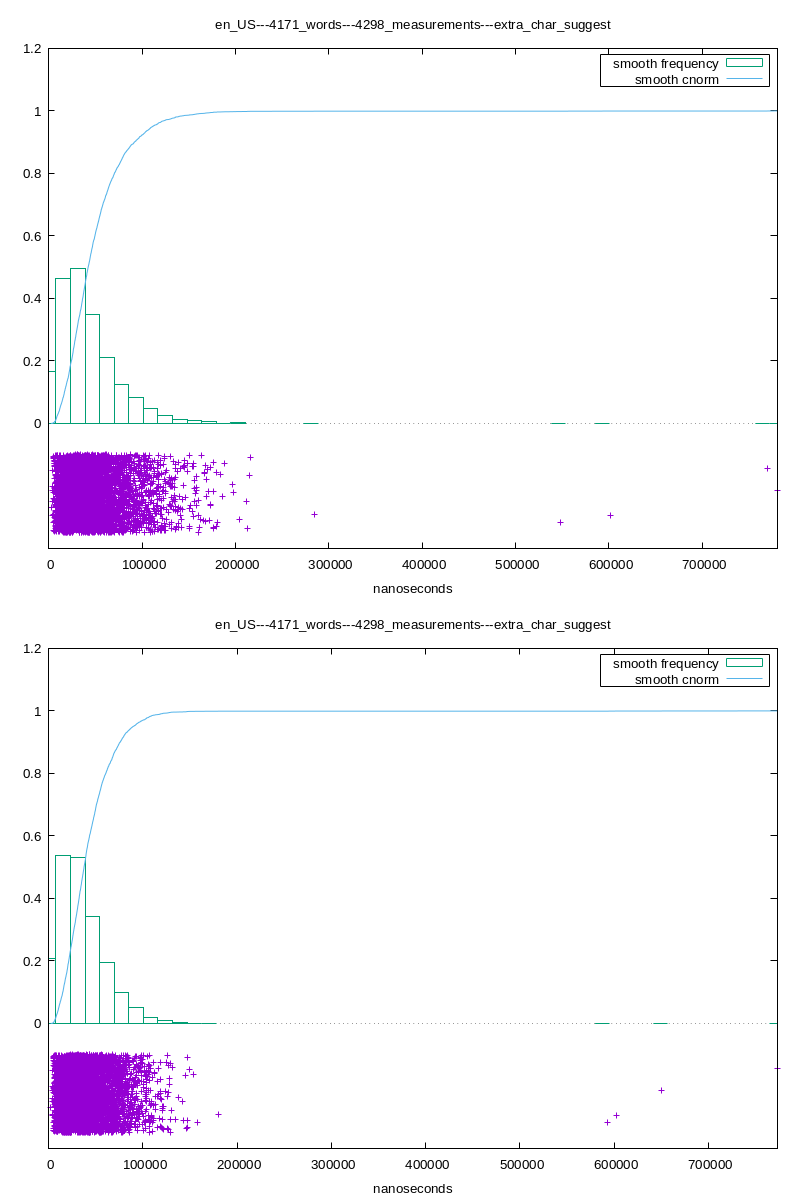 en_US---4171_words---4298_measurements---extra_char_suggest
1.2
smooth frequency
smooth cnorm
1
0.8
0.6
0.4
0.2
0
0 100000 200000 300000 400000 500000 600000 700000
nanoseconds
en_US---4171_words---4298_measurements---extra_char_suggest
1.2
smooth frequency
smooth cnorm
1
0.8
0.6
0.4
0.2
0
0 100000 200000 300000 400000 500000 600000 700000
nanoseconds